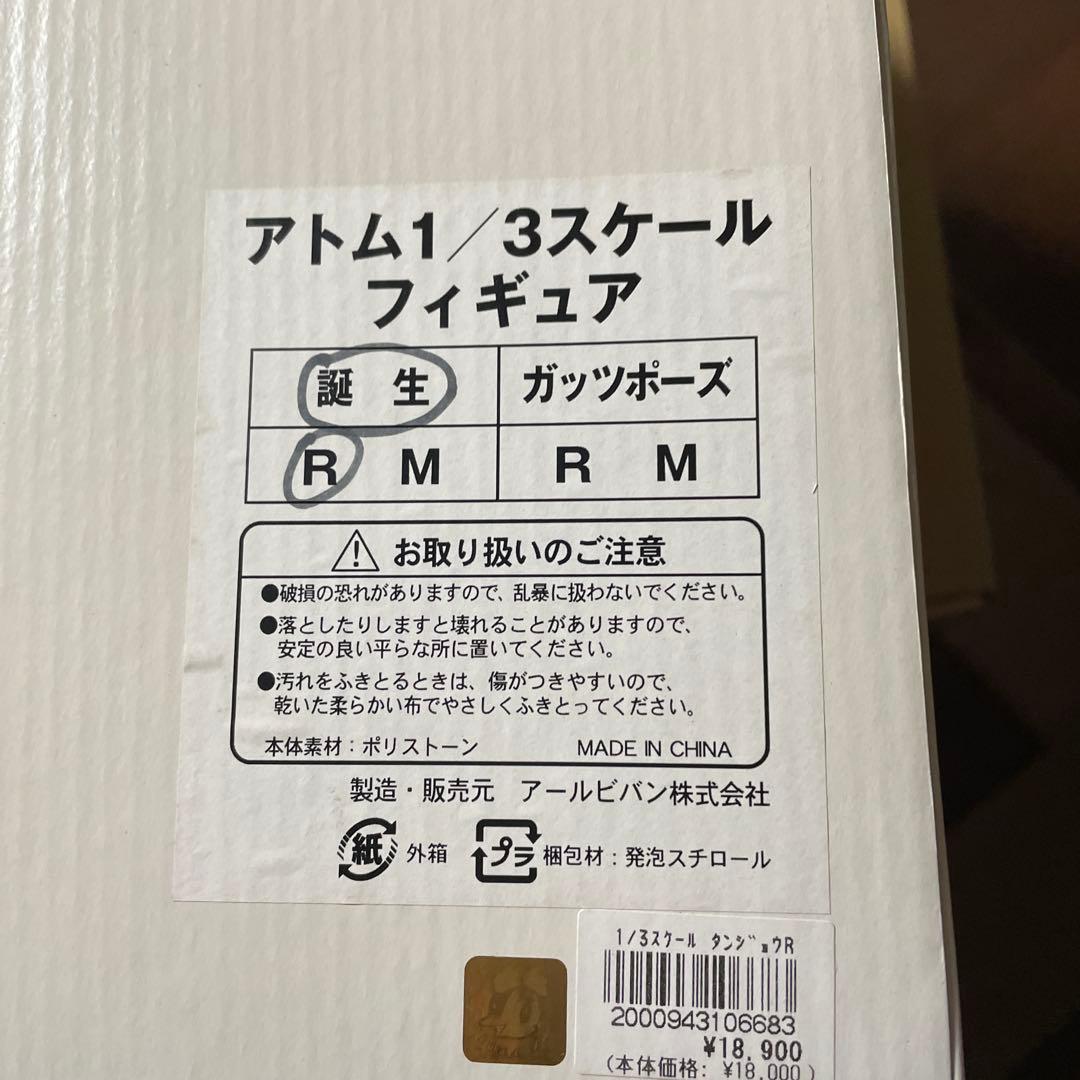 アトム1／3スケール
フィギュア
誕 生 ガッツポーズ
R M R M
お取り扱いのご注意
●破損の恐れがありますので、乱暴に扱わないでください。
●落としたりしますと壊れることがありますので、
安定の良い平らな所に置いてください。
●汚れをふきとるときは、傷がつきやすいので、
乾いた柔らかい布でやさしくふきとってください。
本体素材：ポリストーン MADE IN CHINA
製造・販売元 アールビバン株式会社
紙 外箱 プラ 梱包材：発泡スチロール
1/3ｽｹｰﾙ ﾀﾝｼﾞｮｳR
2000943106683
¥18,900
(本体価格: ¥18,000)